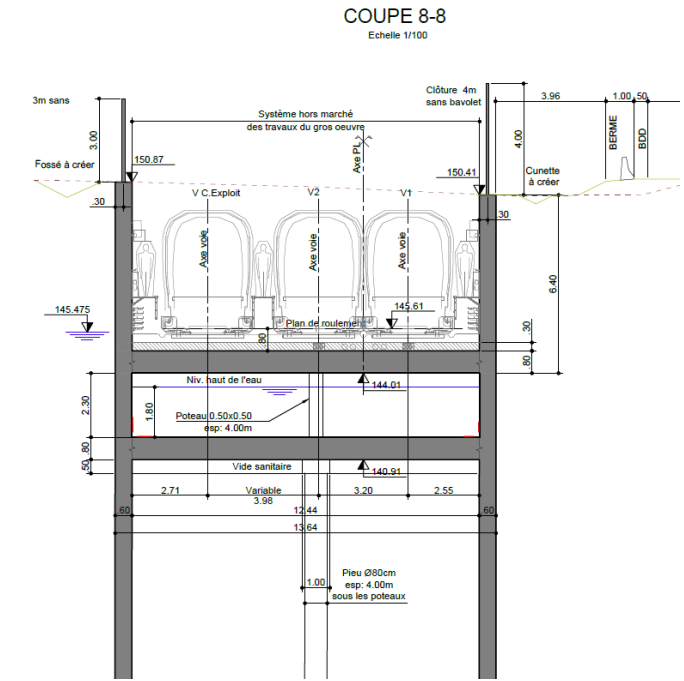 COUPE 8-8
Echelle 1/100
3m sans
Clôture 4m
sans bavolet
3.96
1.00
.50
Système hors marché
des travaux du gros oeuvre
3.00
4.00
BERME
BDD
Axe PL
Fossé à créer
150.87
150.41
Cunette
à créer
.30
V C.Exploit
V2
V1
.30
Axe voie
Axe voie
Axe voie
6.40
145.475
145.61
Plan de roulement
.80
.30
.80
Niv. haut de l'eau
144.01
2.30
1.80
Poteau 0.50x0.50
esp: 4.00m
.80
.50
Vide sanitaire
140.91
2.71
Variable
3.98
3.20
2.55
.60
12.44
.60
13.64
Pieu Ø80cm
1.00
esp: 4.00m
sous les poteaux